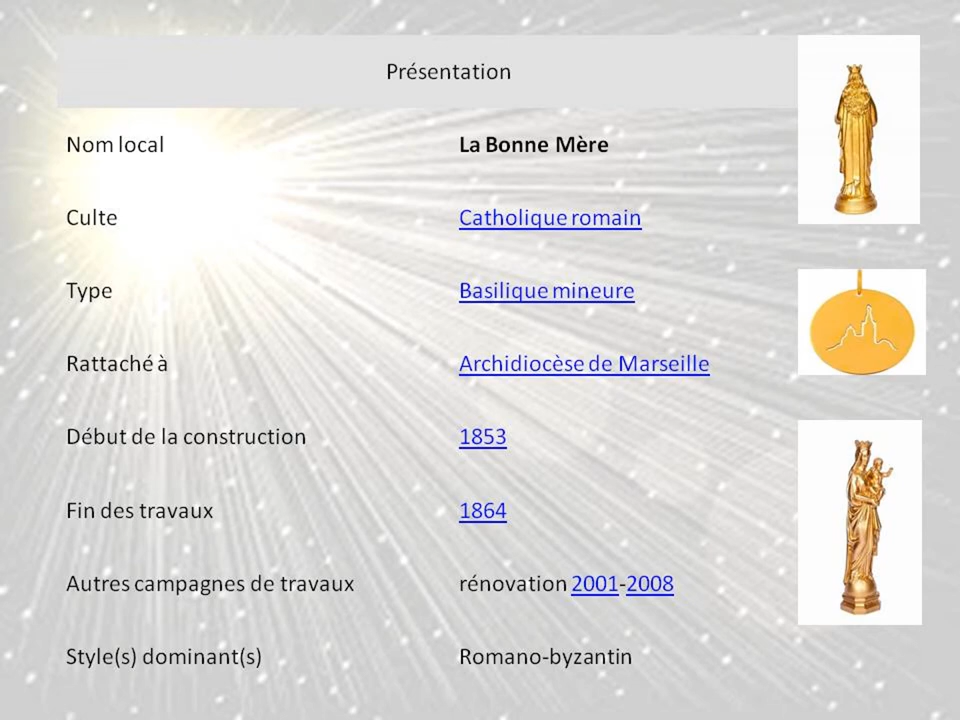 Présentation
Nom local La Bonne Mère
Culte Catholique romain
Type Basilique mineure
Rattaché à Archidiocèse de Marseille
Début de la construction 1853
Fin des travaux 1864
Autres campagnes de travaux rénovation 2001-2008
Style(s) dominant(s) Romano-byzantin